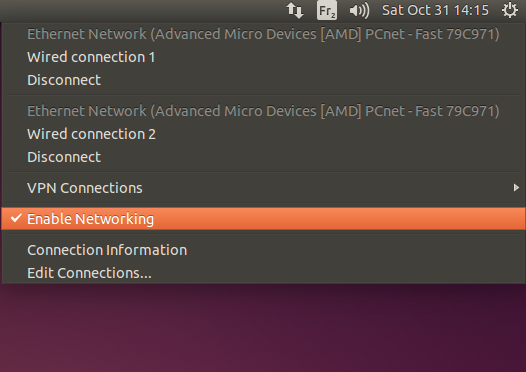 Fr2 Sat Oct 31 14:15
Ethernet Network (Advanced Micro Devices [AMD] PCnet - Fast 79C971)
Wired connection 1
Disconnect
Ethernet Network (Advanced Micro Devices [AMD] PCnet - Fast 79C971)
Wired connection 2
Disconnect
VPN Connections
Enable Networking
Connection Information
Edit Connections...